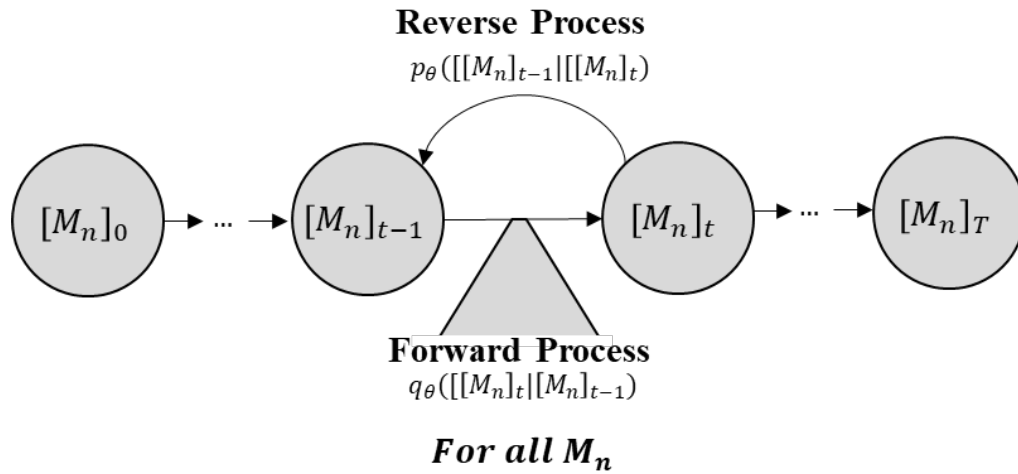 Reverse Process
p_θ([[M_n]_{t−1}|[[M_n]_t)
[M_n]_0 ... [M_n]_{t−1} [M_n]_t ... [M_n]_T
Forward Process
q_θ([[M_n]_t|[M_n]_{t−1})
For all M_n